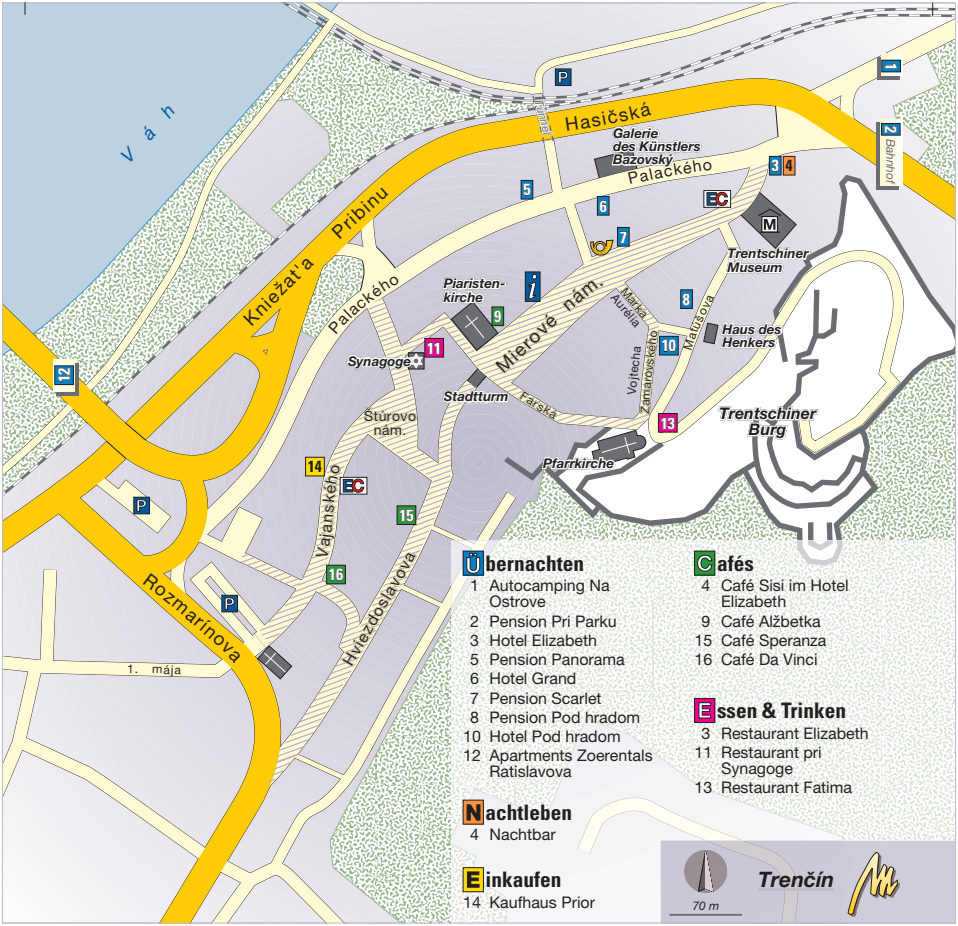 Váh
P
Tunnel
Hasičská
1
2
Bahnhof
Galerie
des Künstlers
Bazovský
Palackého
3
4
5
6
EC
7
M
Trentschiner
Museum
Kniežat'a Pribinu
Palackého
Piaristen-
kirche
i
9
Mierové nám.
Marka
Aurélia
8
Matúšova
Haus des
Henkers
10
Vojtecha
Zamarovského
11
Synagoge
Stadtturm
Farská
12
Štúrovo
nám.
13
Trentschiner
Burg
Pfarrkirche
14
EC
Vajanského
P
15
16
Hviezdoslavova
Rozmarínova
P
1. mája
Übernachten
1 Autocamping Na
Ostrove
2 Pension Pri Parku
3 Hotel Elizabeth
5 Pension Panorama
6 Hotel Grand
7 Pension Scarlet
8 Pension Pod hradom
10 Hotel Pod hradom
12 Apartments Zoerentals
Ratislavova
Nachtleben
4 Nachtbar
Einkaufen
14 Kaufhaus Prior
Cafés
4 Café Sisi im Hotel
Elizabeth
9 Café Alžbetka
15 Café Speranza
16 Café Da Vinci
Essen & Trinken
3 Restaurant Elizabeth
11 Restaurant pri
Synagoge
13 Restaurant Fatima
70 m
Trenčín